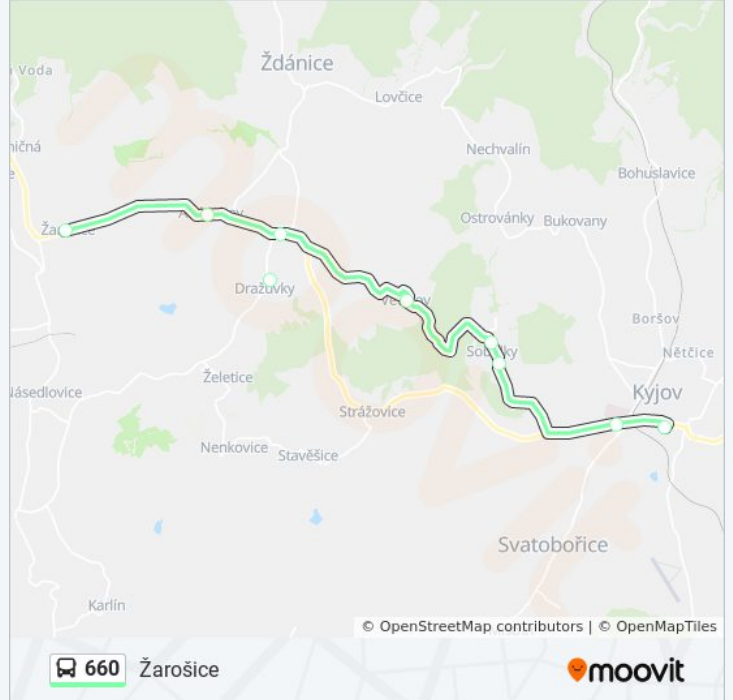 Ždánice
Voda
Lovčice
Nechvalín
Bohuslavice
Ostrovánky
Bukovany
Dražůvky
Boršov
Nětčice
Želetice
Kyjov
Strážovice
Nenkovice
Stavěšice
Svatobořice
Karlín
© OpenStreetMap contributors | © OpenMapTiles
660 Žarošice
moovit